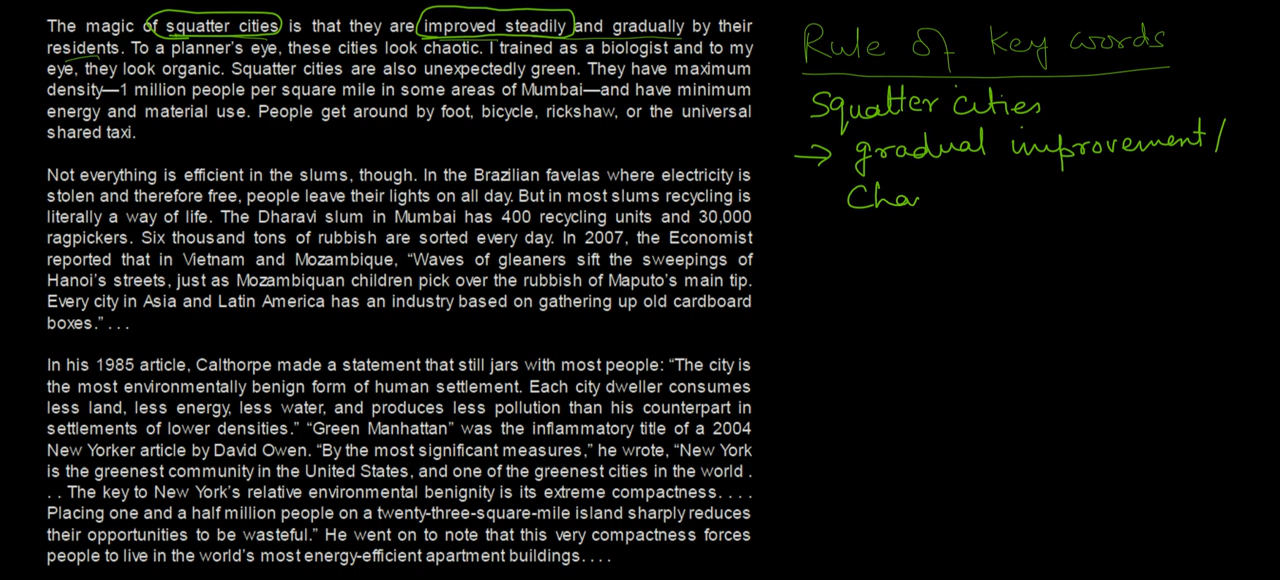 The magic of squatter cities is that they are improved steadily and gradually by their
residents. To a planner's eye, these cities look chaotic. I trained as a biologist and to my
eye, they look organic. Squatter cities are also unexpectedly green. They have maximum
density—1 million people per square mile in some areas of Mumbai—and have minimum
energy and material use. People get around by foot, bicycle, rickshaw, or the universal
shared taxi.
Not everything is efficient in the slums, though. In the Brazilian favelas where electricity is
stolen and therefore free, people leave their lights on all day. But in most slums recycling is
literally a way of life. The Dharavi slum in Mumbai has 400 recycling units and 30,000
ragpickers. Six thousand tons of rubbish are sorted every day. In 2007, the Economist
reported that in Vietnam and Mozambique, “Waves of gleaners sift the sweepings of
Hanoi's streets, just as Mozambiquan children pick over the rubbish of Maputo's main tip.
Every city in Asia and Latin America has an industry based on gathering up old cardboard
boxes.” . . .
In his 1985 article, Calthorpe made a statement that still jars with most people: “The city is
the most environmentally benign form of human settlement. Each city dweller consumes
less land, less energy, less water, and produces less pollution than his counterpart in
settlements of lower densities.” “Green Manhattan” was the inflammatory title of a 2004
New Yorker article by David Owen. “By the most significant measures,” he wrote, “New York
is the greenest community in the United States, and one of the greenest cities in the world .
. . The key to New York's relative environmental benignity is its extreme compactness. . . .
Placing one and a half million people on a twenty-three-square-mile island sharply reduces
their opportunities to be wasteful.” He went on to note that this very compactness forces
people to live in the world's most energy-efficient apartment buildings. . . .
Rule of key words
Squatter cities
→ gradual improvement/
Cha